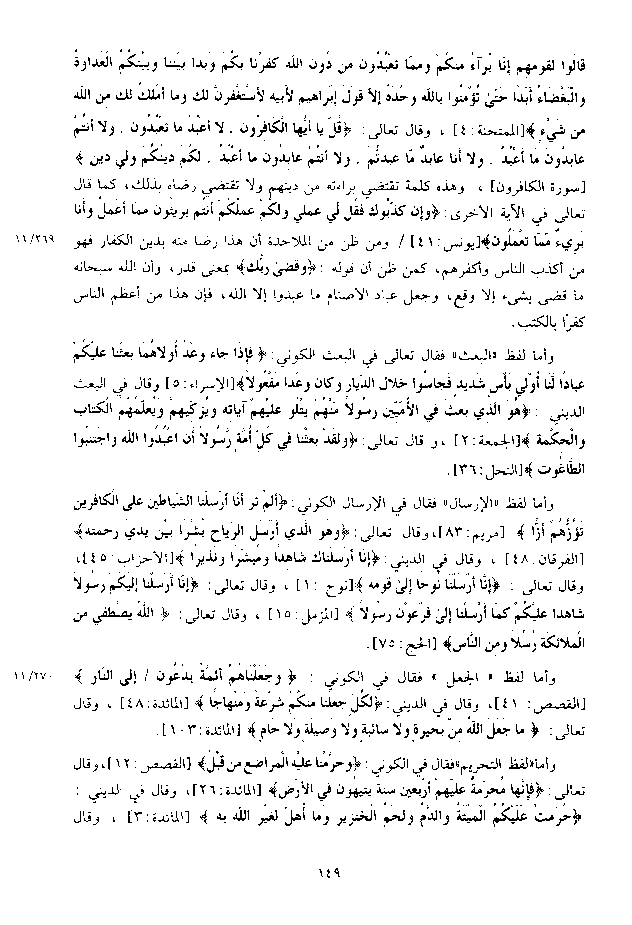 قالوا لقومهم إنا برآء منكم ومما تعبدون من دون الله كفرنا بكم وبدا بيننا وبينكم العداوة
والبغضاء أبدا حتى تؤمنوا بالله وحده إلا قول إبراهيم لأبيه لأستغفرن لك وما أملك لك من الله
من شيء﴾[الممتحنة:٤] ، وقال تعالى: ﴿قل يا أيها الكافرون . لا أعبد ما تعبدون . ولا أنتم
عابدون ما أعبد . ولا أنا عابد ما عبدتم . ولا أنتم عابدون ما أعبد . لكم دينكم ولي دين ﴾
[سورة الكافرون] ، وهذه كلمة تقتضي براءته من دينهم ولا تقتضي رضاه بذلك، كما قال
تعالى في الآية الأخرى: ﴿وإن كذبوك فقل لي عملي ولكم عملكم أنتم بريئون مما أعمل وأنا
بريء مما تعملون﴾[يونس:٤١] / ومن ظن من الملاحدة أن هذا رضا منه بدين الكفار فهو
١١/٢٦٩
من أكذب الناس وأكفرهم، كمن ظن أن قوله :﴿وقضى ربك﴾ بمعنى قدر، وأن الله سبحانه
ما قضى بشيء إلا وقع، وجعل عباد الأصنام ما عبدوا إلا الله، فإن هذا من أعظم الناس
كفرًا بالكتب.
وأما لفظ «البعث» فقال تعالى في البعث الكوني: ﴿ فإذا جاء وعد أولاهما بعثنا عليكم
عبادا لنا أولي بأس شديد فجاسوا خلال الديار وكان وعدا مفعولا﴾[الإسراء:٥] وقال في البعث
الديني :﴿هو الذي بعث في الأميين رسولا منهم يتلو عليهم آياته ويزكيهم ويعلمهم الكتاب
والحكمة ﴾[الجمعة:٢] ، و قال تعالى: ﴿ولقد بعثنا في كل أمة رسولا أن اعبدوا الله واجتنبوا
الطاغوت ﴾[النحل:٣٦].
وأما لفظ «الإرسال» فقال في الإرسال الكوني: ﴿ألم تر أنا أرسلنا الشياطين على الكافرين
تؤزهم أزا ﴾ [مريم:٨٣]،وقال تعالى: ﴿وهو الذي أرسل الرياح بشرا بين يدي رحمته﴾
[الفرقان:٤٨] ، وقال في الديني: ﴿إنا أرسلناك شاهدا ومبشرا ونذيرا ﴾[الأحزاب:٤٥]،
وقال تعالى : ﴿إنا أرسلنا نوحا إلى قومه ﴾[نوح :١] ، وقال تعالى: ﴿إنا أرسلنا إليكم رسولا
شاهدا عليكم كما أرسلنا إلى فرعون رسولا ﴾ [المزمل:١٥] ، وقال تعالى: ﴿ الله يصطفي من
الملائكة رسلا ومن الناس﴾ [الحج:٧٥].
وأما لفظ « الجعل » فقال في الكوني : ﴿ وجعلناهم أئمة يدعون / إلى النار ﴾
١١/٢٧٠
[القصص: ٤١]، وقال في الديني: ﴿لكل جعلنا منكم شرعة ومنهاجا ﴾ [المائدة:٤٨] ، وقال
تعالى: ﴿ ما جعل الله من بحيرة ولا سائبة ولا وصيلة ولا حام ﴾ [المائدة:١٠٣].
وأما«لفظ التحريم»فقال في الكوني: ﴿وحرمنا عليه المراضع من قبل﴾ [القصص:١٢]،وقال
تعالى: ﴿فإنها محرمة عليهم أربعين سنة يتيهون في الأرض﴾ [المائدة:٢٦]، وقال في الديني :
﴿حرمت عليكم الميتة والدم ولحم الخنزير وما أهل لغير الله به ﴾ [المائدة:٣] ، وقال
١٤٩